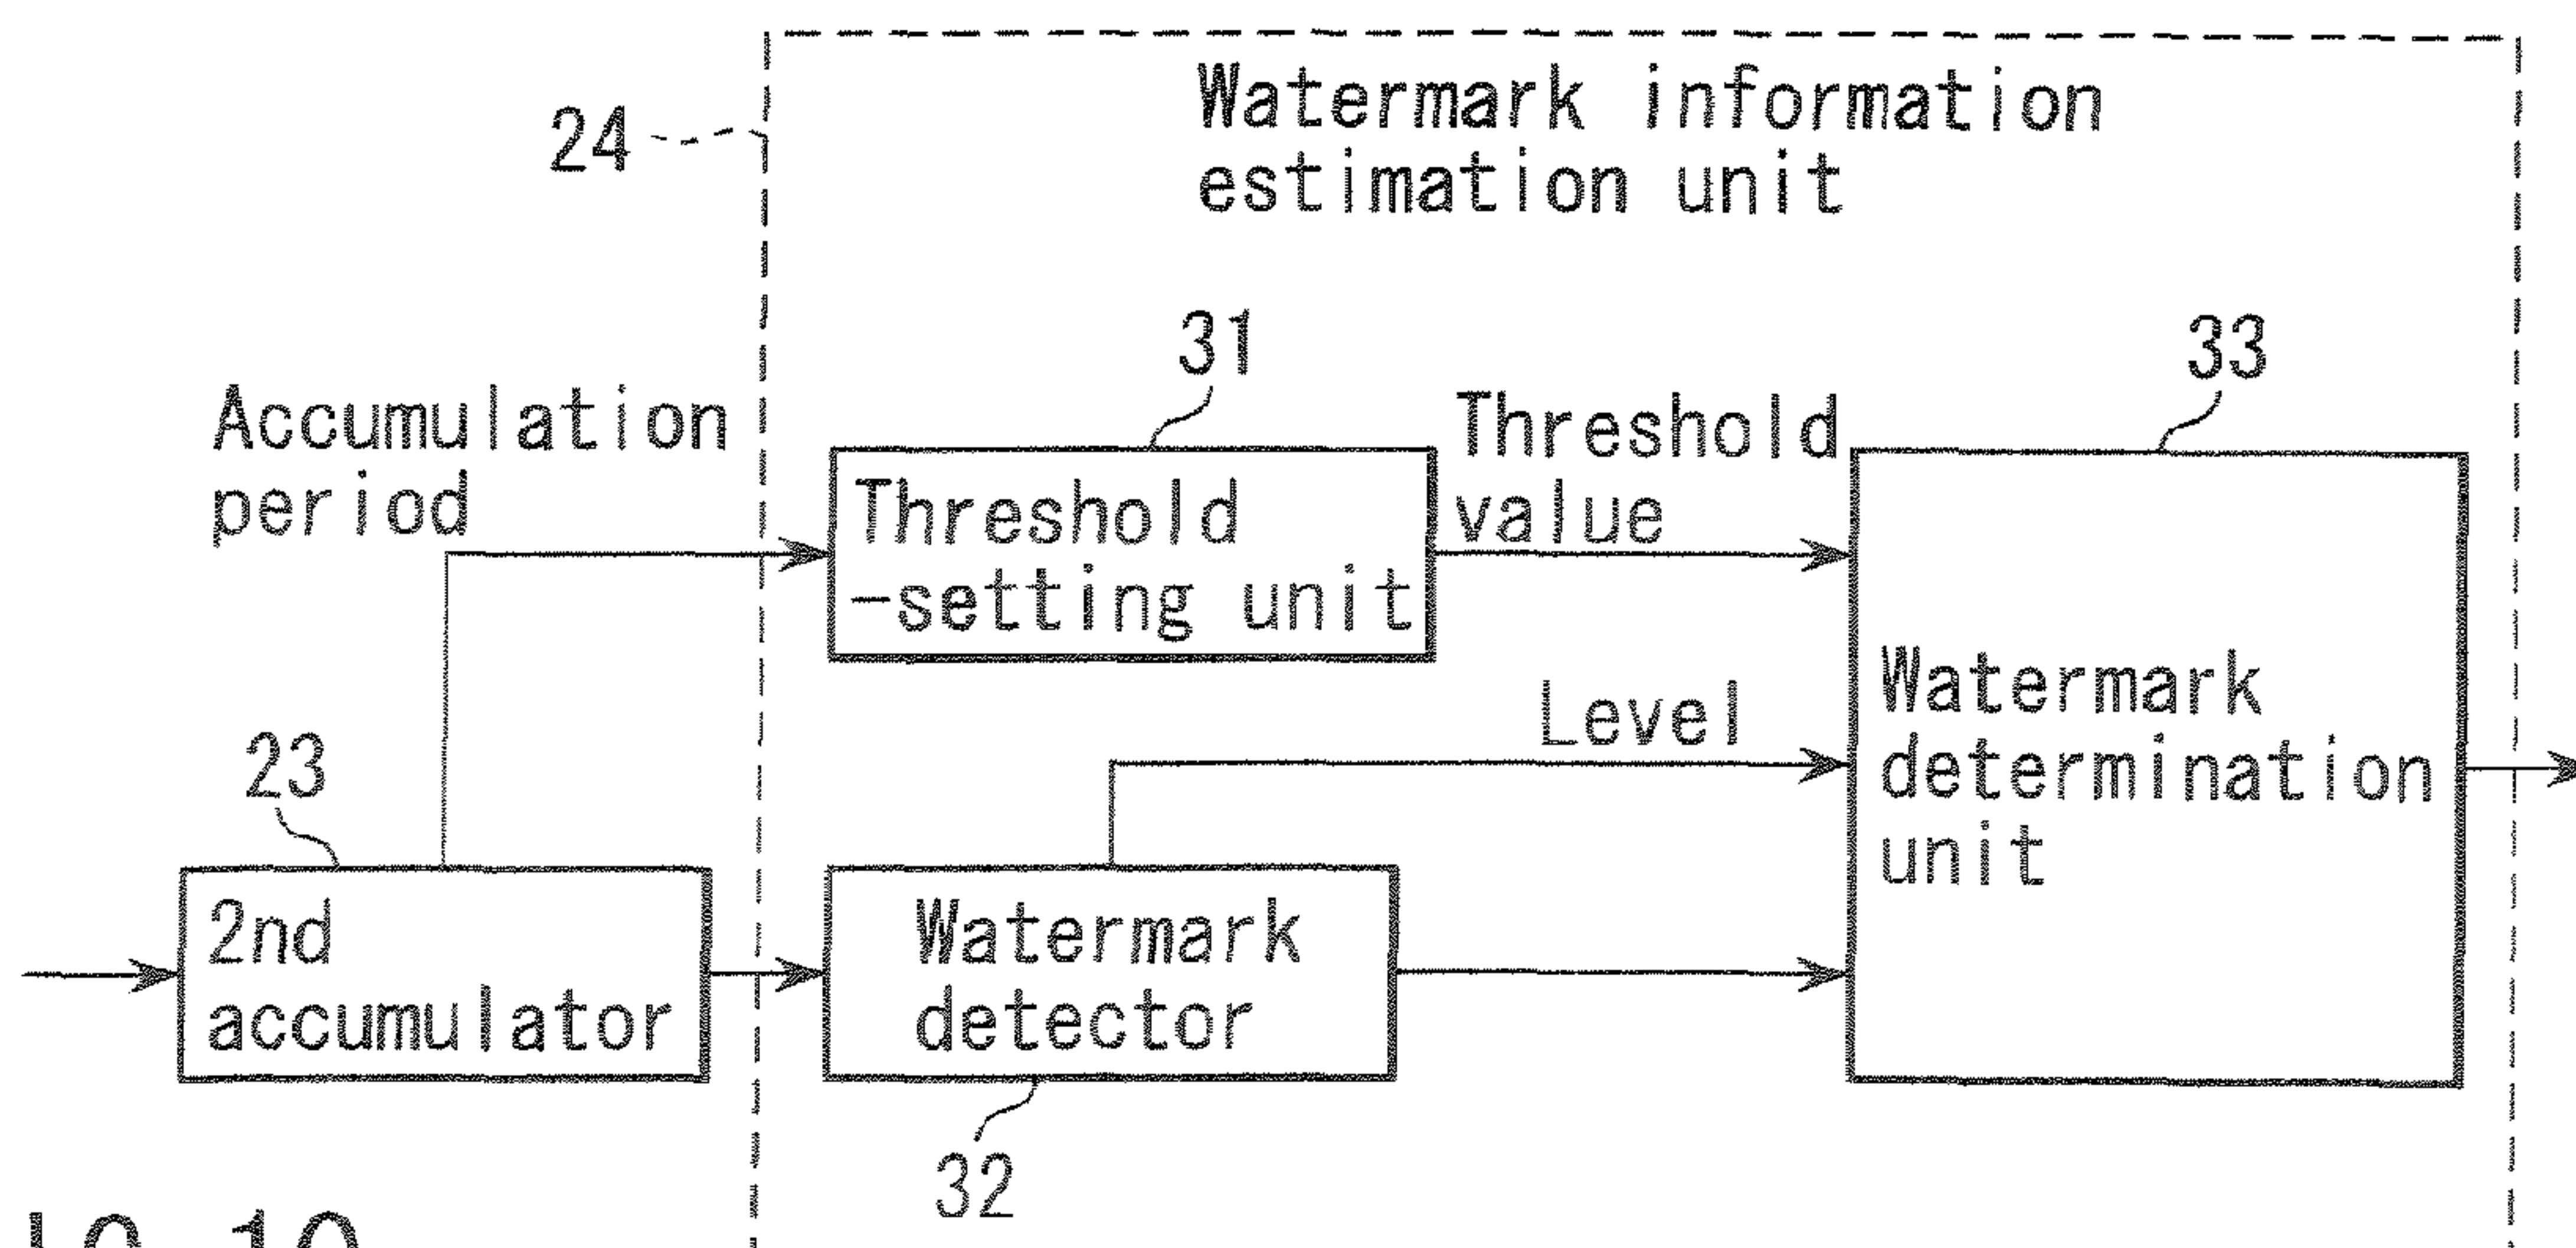 Watermark information
estimation unit
24
31
33
Accumulation
period
Threshold
value
Threshold
-setting unit
Level
Watermark
determination
unit
23
2nd
accumulator
Watermark
detector
32